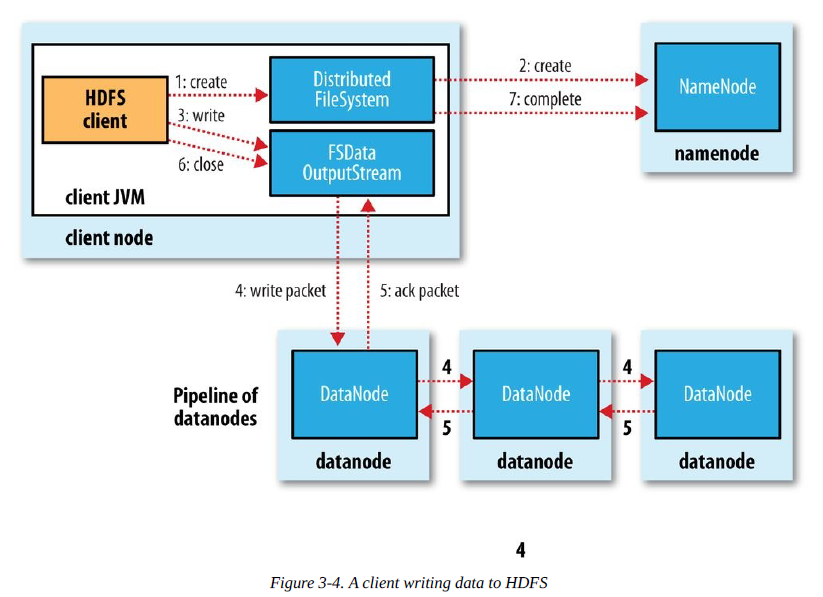 HDFS
client
1: create
3: write
6: close
Distributed
FileSystem
FSData
OutputStream
client JVM
client node
2: create
7: complete
NameNode
namenode
4: write packet
5: ack packet
Pipeline of
datanodes
DataNode
datanode
4
5
DataNode
datanode
4
5
DataNode
datanode
4
Figure 3-4. A client writing data to HDFS